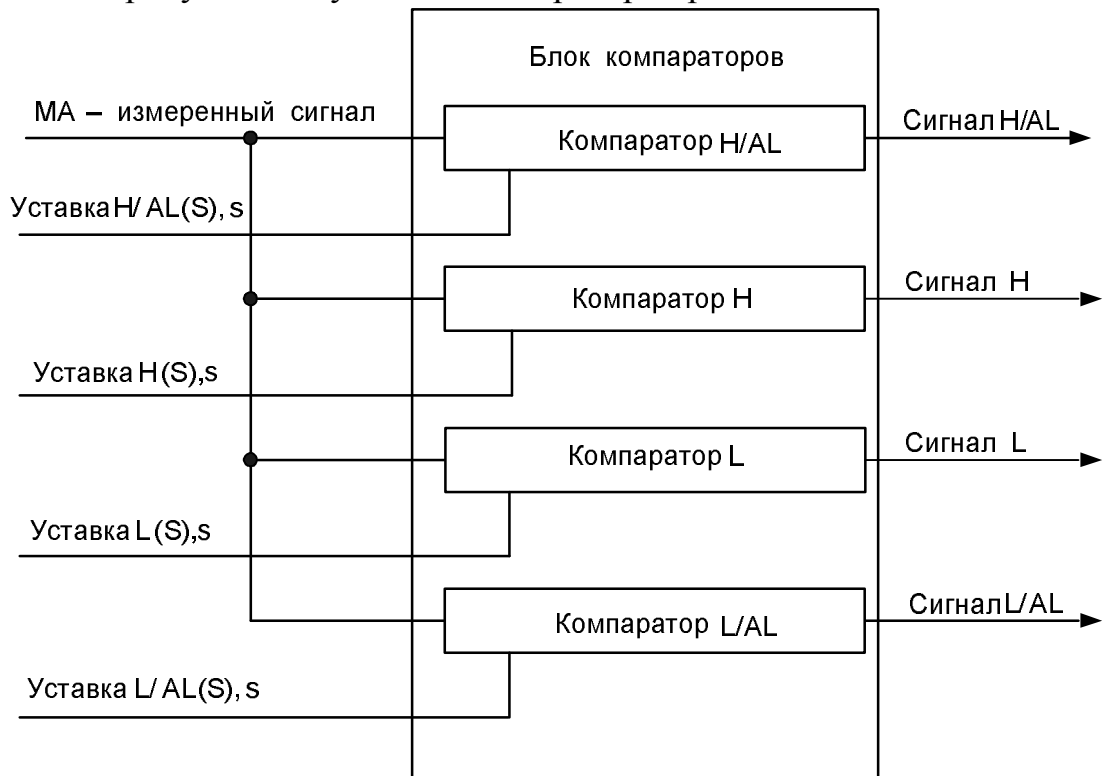 Блок компараторов
МА – измеренный сигнал
Компаратор H/AL
Сигнал H/AL
Уставка H/AL(S), s
Компаратор H
Сигнал H
Уставка H(S),s
Компаратор L
Сигнал L
Уставка L(S),s
Компаратор L/AL
Сигнал L/AL
Уставка L/AL(S), s